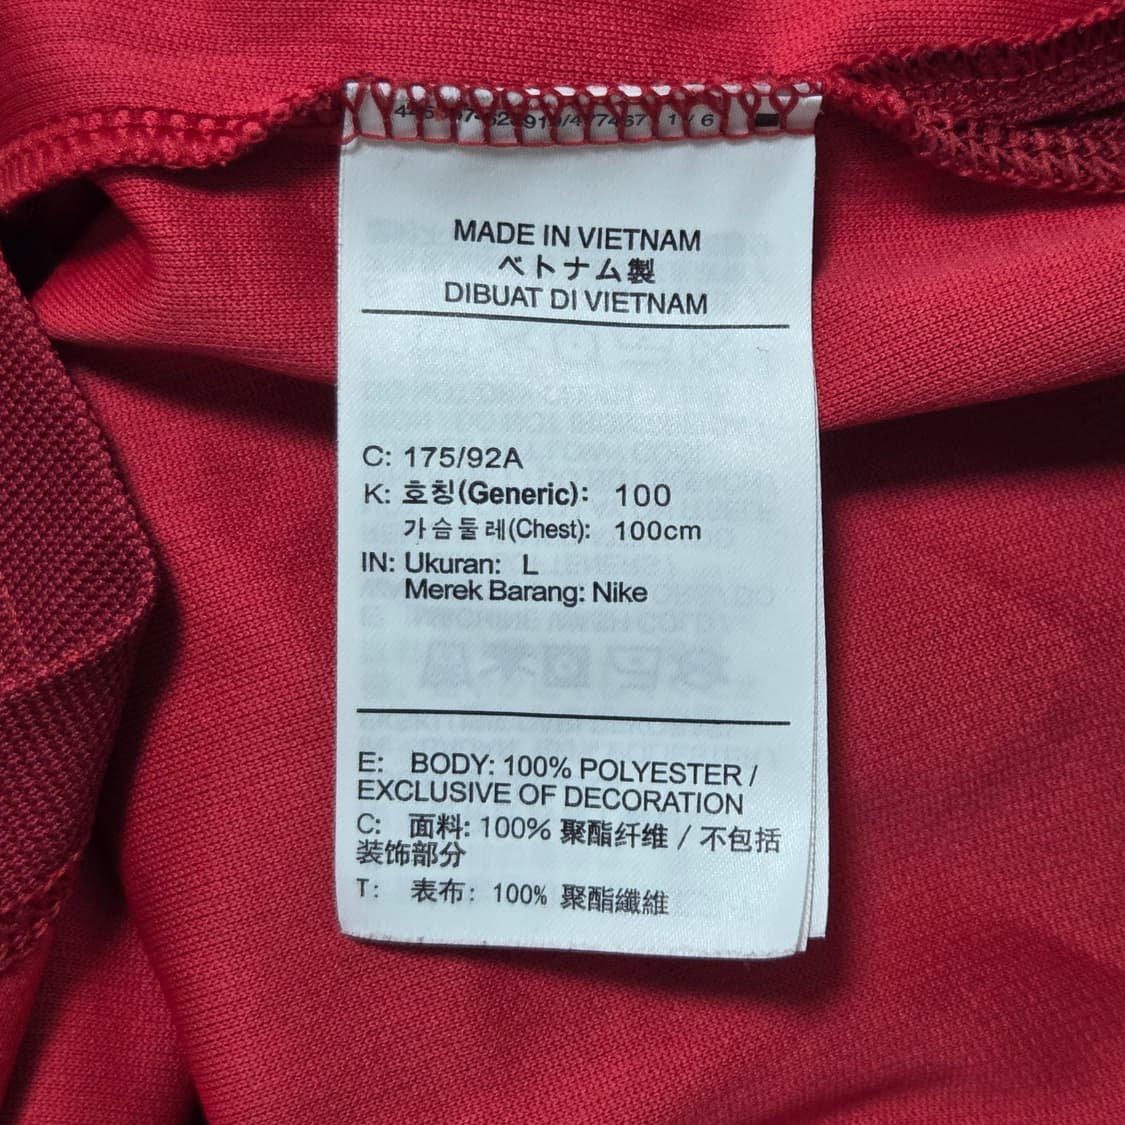 1 / 6
MADE IN VIETNAM
ベトナム製
DIBUAT DI VIETNAM
C: 175/92A
K: 호칭(Generic): 100
가슴둘레(Chest): 100cm
IN: Ukuran: L
Merek Barang: Nike
E: BODY: 100% POLYESTER /
EXCLUSIVE OF DECORATION
C: 面料: 100% 聚酯纤维 / 不包括
装饰部分
T: 表布: 100% 聚酯纖維